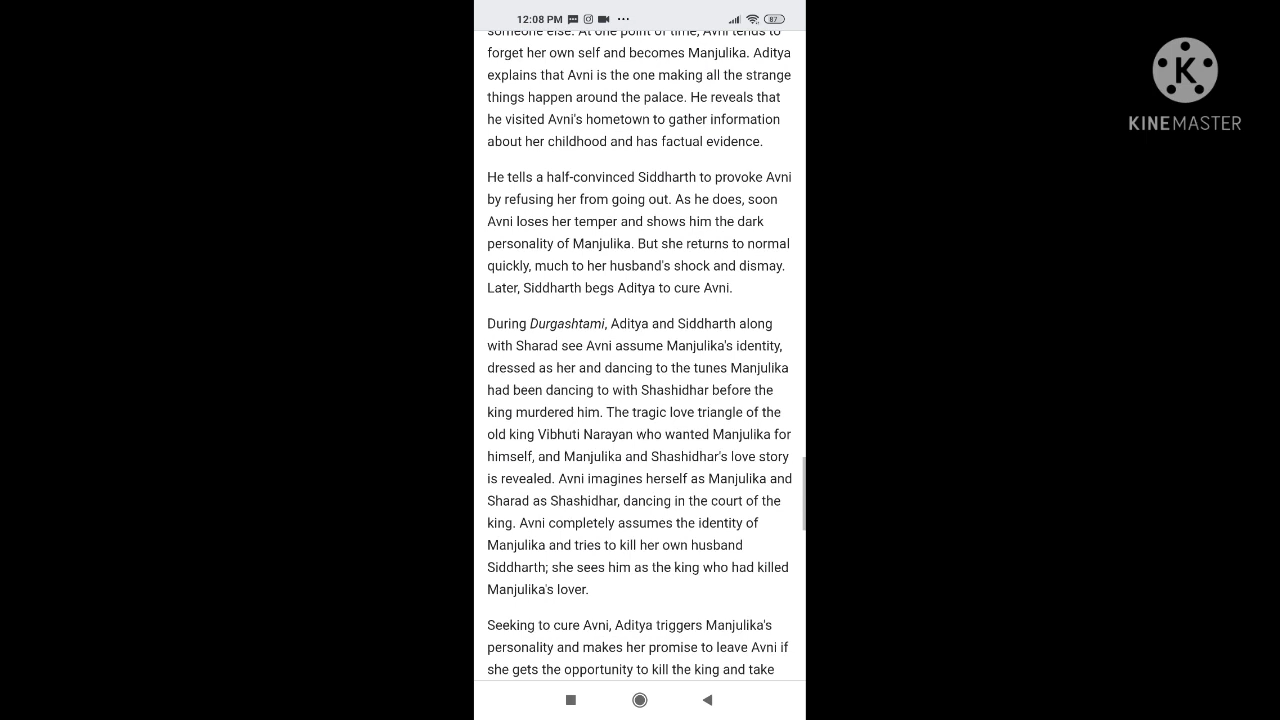 12:08 PM
87
someone else. At one point of time, Avni tends to
forget her own self and becomes Manjulika. Aditya
explains that Avni is the one making all the strange
things happen around the palace. He reveals that
he visited Avni's hometown to gather information
about her childhood and has factual evidence.
He tells a half-convinced Siddharth to provoke Avni
by refusing her from going out. As he does, soon
Avni loses her temper and shows him the dark
personality of Manjulika. But she returns to normal
quickly, much to her husband's shock and dismay.
Later, Siddharth begs Aditya to cure Avni.
During Durgashtami, Aditya and Siddharth along
with Sharad see Avni assume Manjulika's identity,
dressed as her and dancing to the tunes Manjulika
had been dancing to with Shashidhar before the
king murdered him. The tragic love triangle of the
old king Vibhuti Narayan who wanted Manjulika for
himself, and Manjulika and Shashidhar's love story
is revealed. Avni imagines herself as Manjulika and
Sharad as Shashidhar, dancing in the court of the
king. Avni completely assumes the identity of
Manjulika and tries to kill her own husband
Siddharth; she sees him as the king who had killed
Manjulika's lover.
Seeking to cure Avni, Aditya triggers Manjulika's
personality and makes her promise to leave Avni if
she gets the opportunity to kill the king and take
K
KINEMASTER